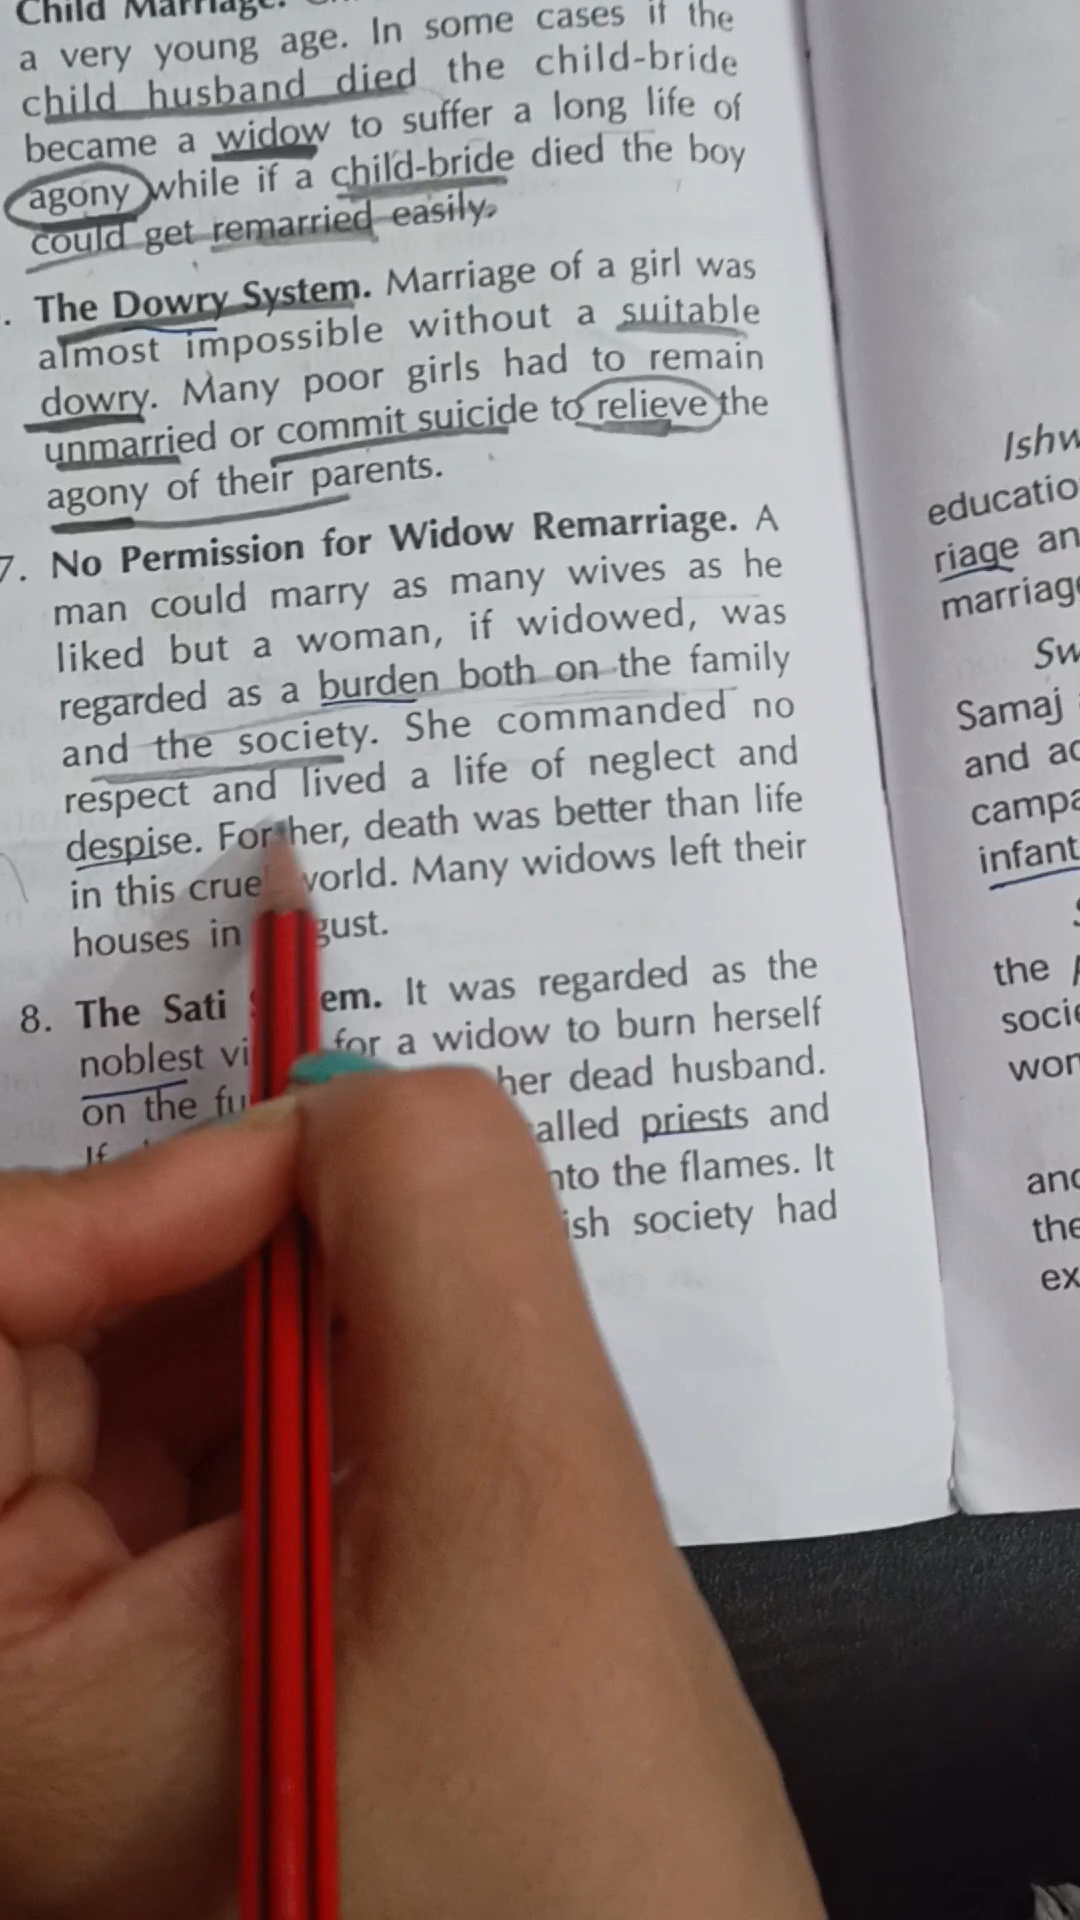 Child Marriage.
a very young age. In some cases if the
child husband died the child-bride
became a widow to suffer a long life of
agony while if a child-bride died the boy
could get remarried easily.
. The Dowry System. Marriage of a girl was
almost impossible without a suitable
dowry. Many poor girls had to remain
unmarried or commit suicide to relieve the
agony of their parents.
7. No Permission for Widow Remarriage. A
man could marry as many wives as he
liked but a woman, if widowed, was
regarded as a burden both on the family
and the society. She commanded no
respect and lived a life of neglect and
despise. For her, death was better than life
in this crue world. Many widows left their
houses in gust.
8. The Sati em. It was regarded as the
noblest vi for a widow to burn herself
on the fu her dead husband.
If alled priests and
nto the flames. It
ish society had
Ishw
educatio
riage an
marriag
Sw
Samaj
and ac
campa
infant
the
socie
wor
and
the
ex